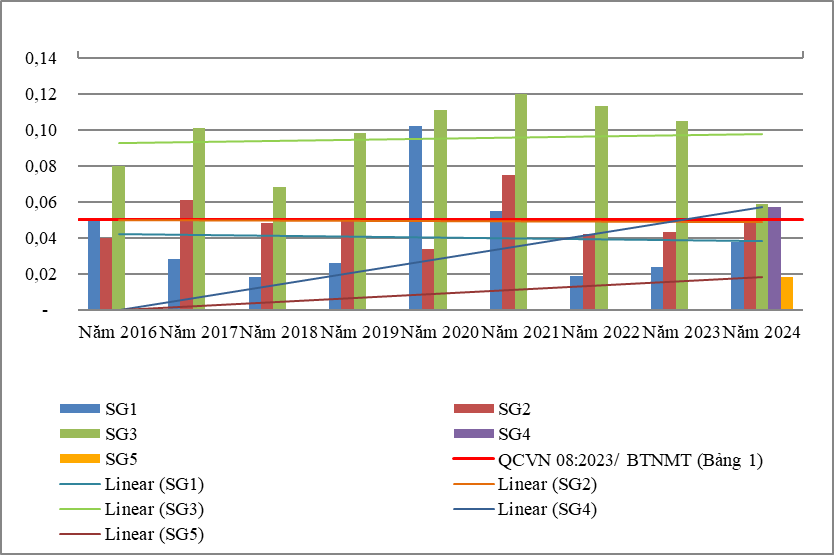 0,14
0,12
0,10
0,08
0,06
0,04
0,02
-
Năm 2016 Năm 2017 Năm 2018 Năm 2019 Năm 2020 Năm 2021 Năm 2022 Năm 2023 Năm 2024
SG1 SG2
SG3 SG4
SG5 QCVN 08:2023/ BTNMT (Bảng 1)
Linear (SG1) Linear (SG2)
Linear (SG3) Linear (SG4)
Linear (SG5)